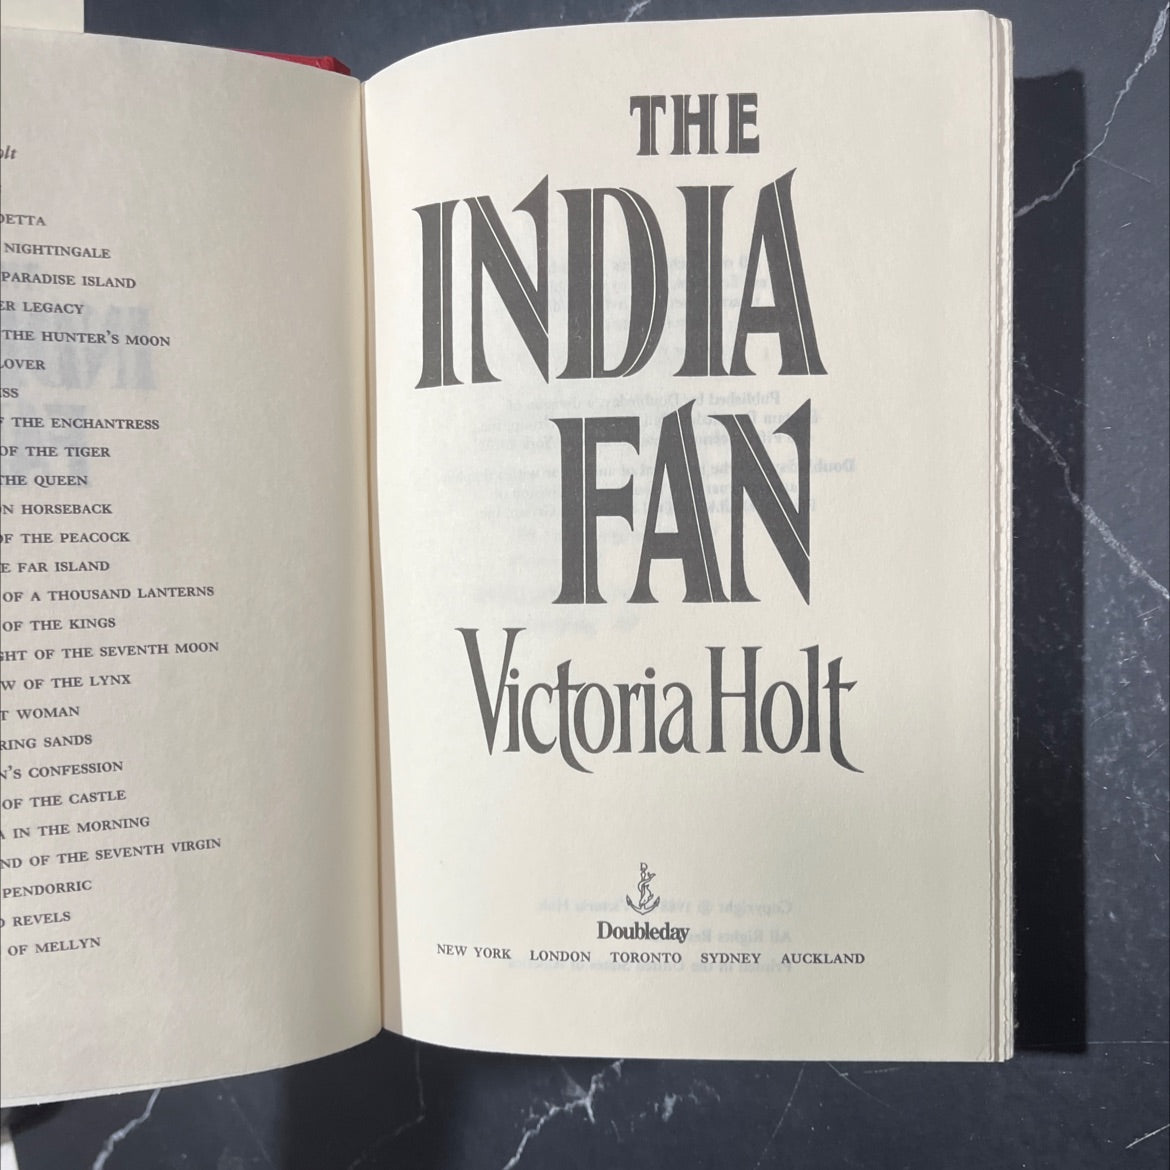 DETTA
NIGHTINGALE
PARADISE ISLAND
ER LEGACY
THE HUNTER'S MOON
LOVER
ISS
F THE ENCHANTRESS
OF THE TIGER
THE QUEEN
ON HORSEBACK
OF THE PEACOCK
E FAR ISLAND
OF A THOUSAND LANTERNS
OF THE KINGS
GHT OF THE SEVENTH MOON
W OF THE LYNX
T WOMAN
RING SANDS
N'S CONFESSION
OF THE CASTLE
A IN THE MORNING
ND OF THE SEVENTH VIRGIN
PENDORRIC
D REVELS
OF MELLYN
THE
INDIA
FAN
Victoria Holt
Doubleday
NEW YORK LONDON TORONTO SYDNEY AUCKLAND